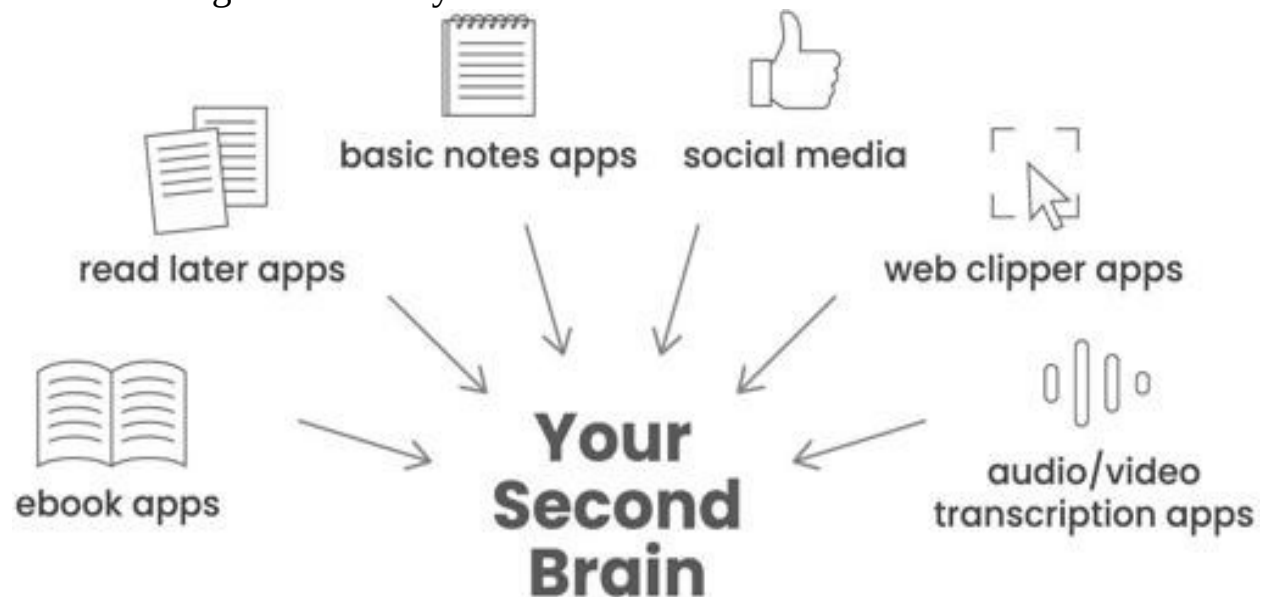 basic notes apps
social media
read later apps
web clipper apps
ebook apps
Your
Second
Brain
audio/video
transcription apps